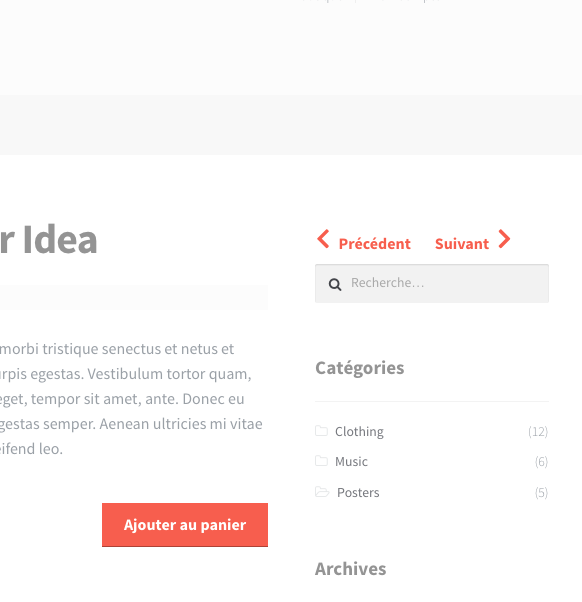 r Idea
morbi tristique senectus et netus et
urpis egestas. Vestibulum tortor quam,
eget, tempor sit amet, ante. Donec eu
gestas semper. Aenean ultricies mi vitae
eifend leo.
Ajouter au panier
Précédent Suivant
Recherche…
Catégories
Clothing (12)
Music (6)
Posters (5)
Archives